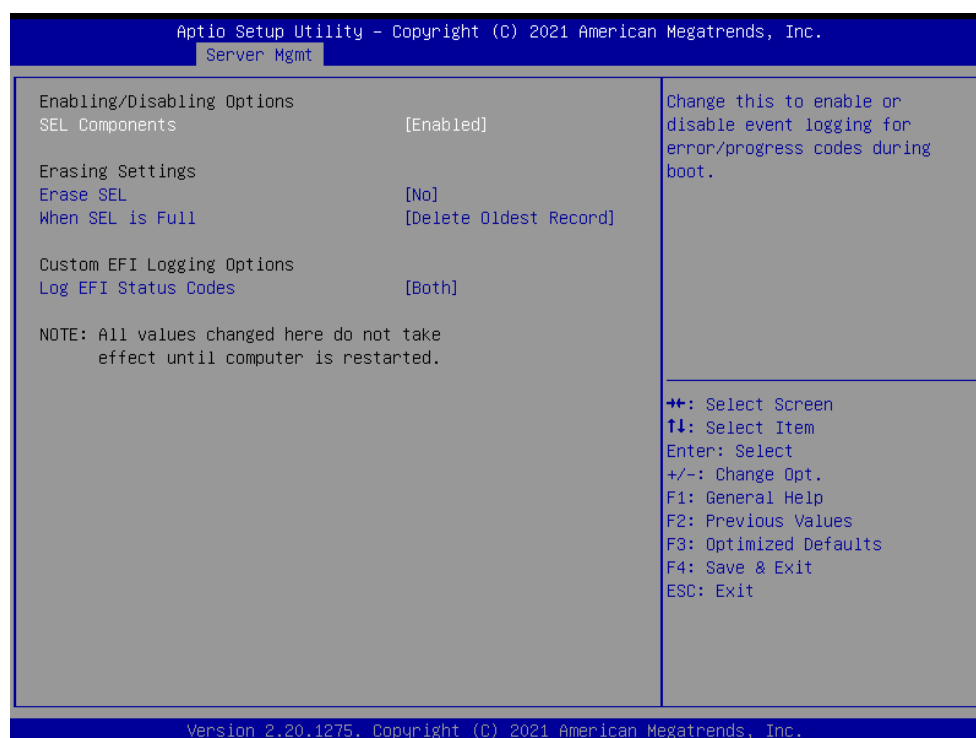 Aptio Setup Utility – Copyright (C) 2021 American Megatrends, Inc.
Server Mgmt
Enabling/Disabling Options
SEL Components [Enabled]
Erasing Settings
Erase SEL [No]
When SEL is Full [Delete Oldest Record]
Custom EFI Logging Options
Log EFI Status Codes [Both]
NOTE: All values changed here do not take
effect until computer is restarted.
Change this to enable or
disable event logging for
error/progress codes during
boot.
→←: Select Screen
↑↓: Select Item
Enter: Select
+/-: Change Opt.
F1: General Help
F2: Previous Values
F3: Optimized Defaults
F4: Save & Exit
ESC: Exit
Version 2.20.1275. Copyright (C) 2021 American Megatrends, Inc.